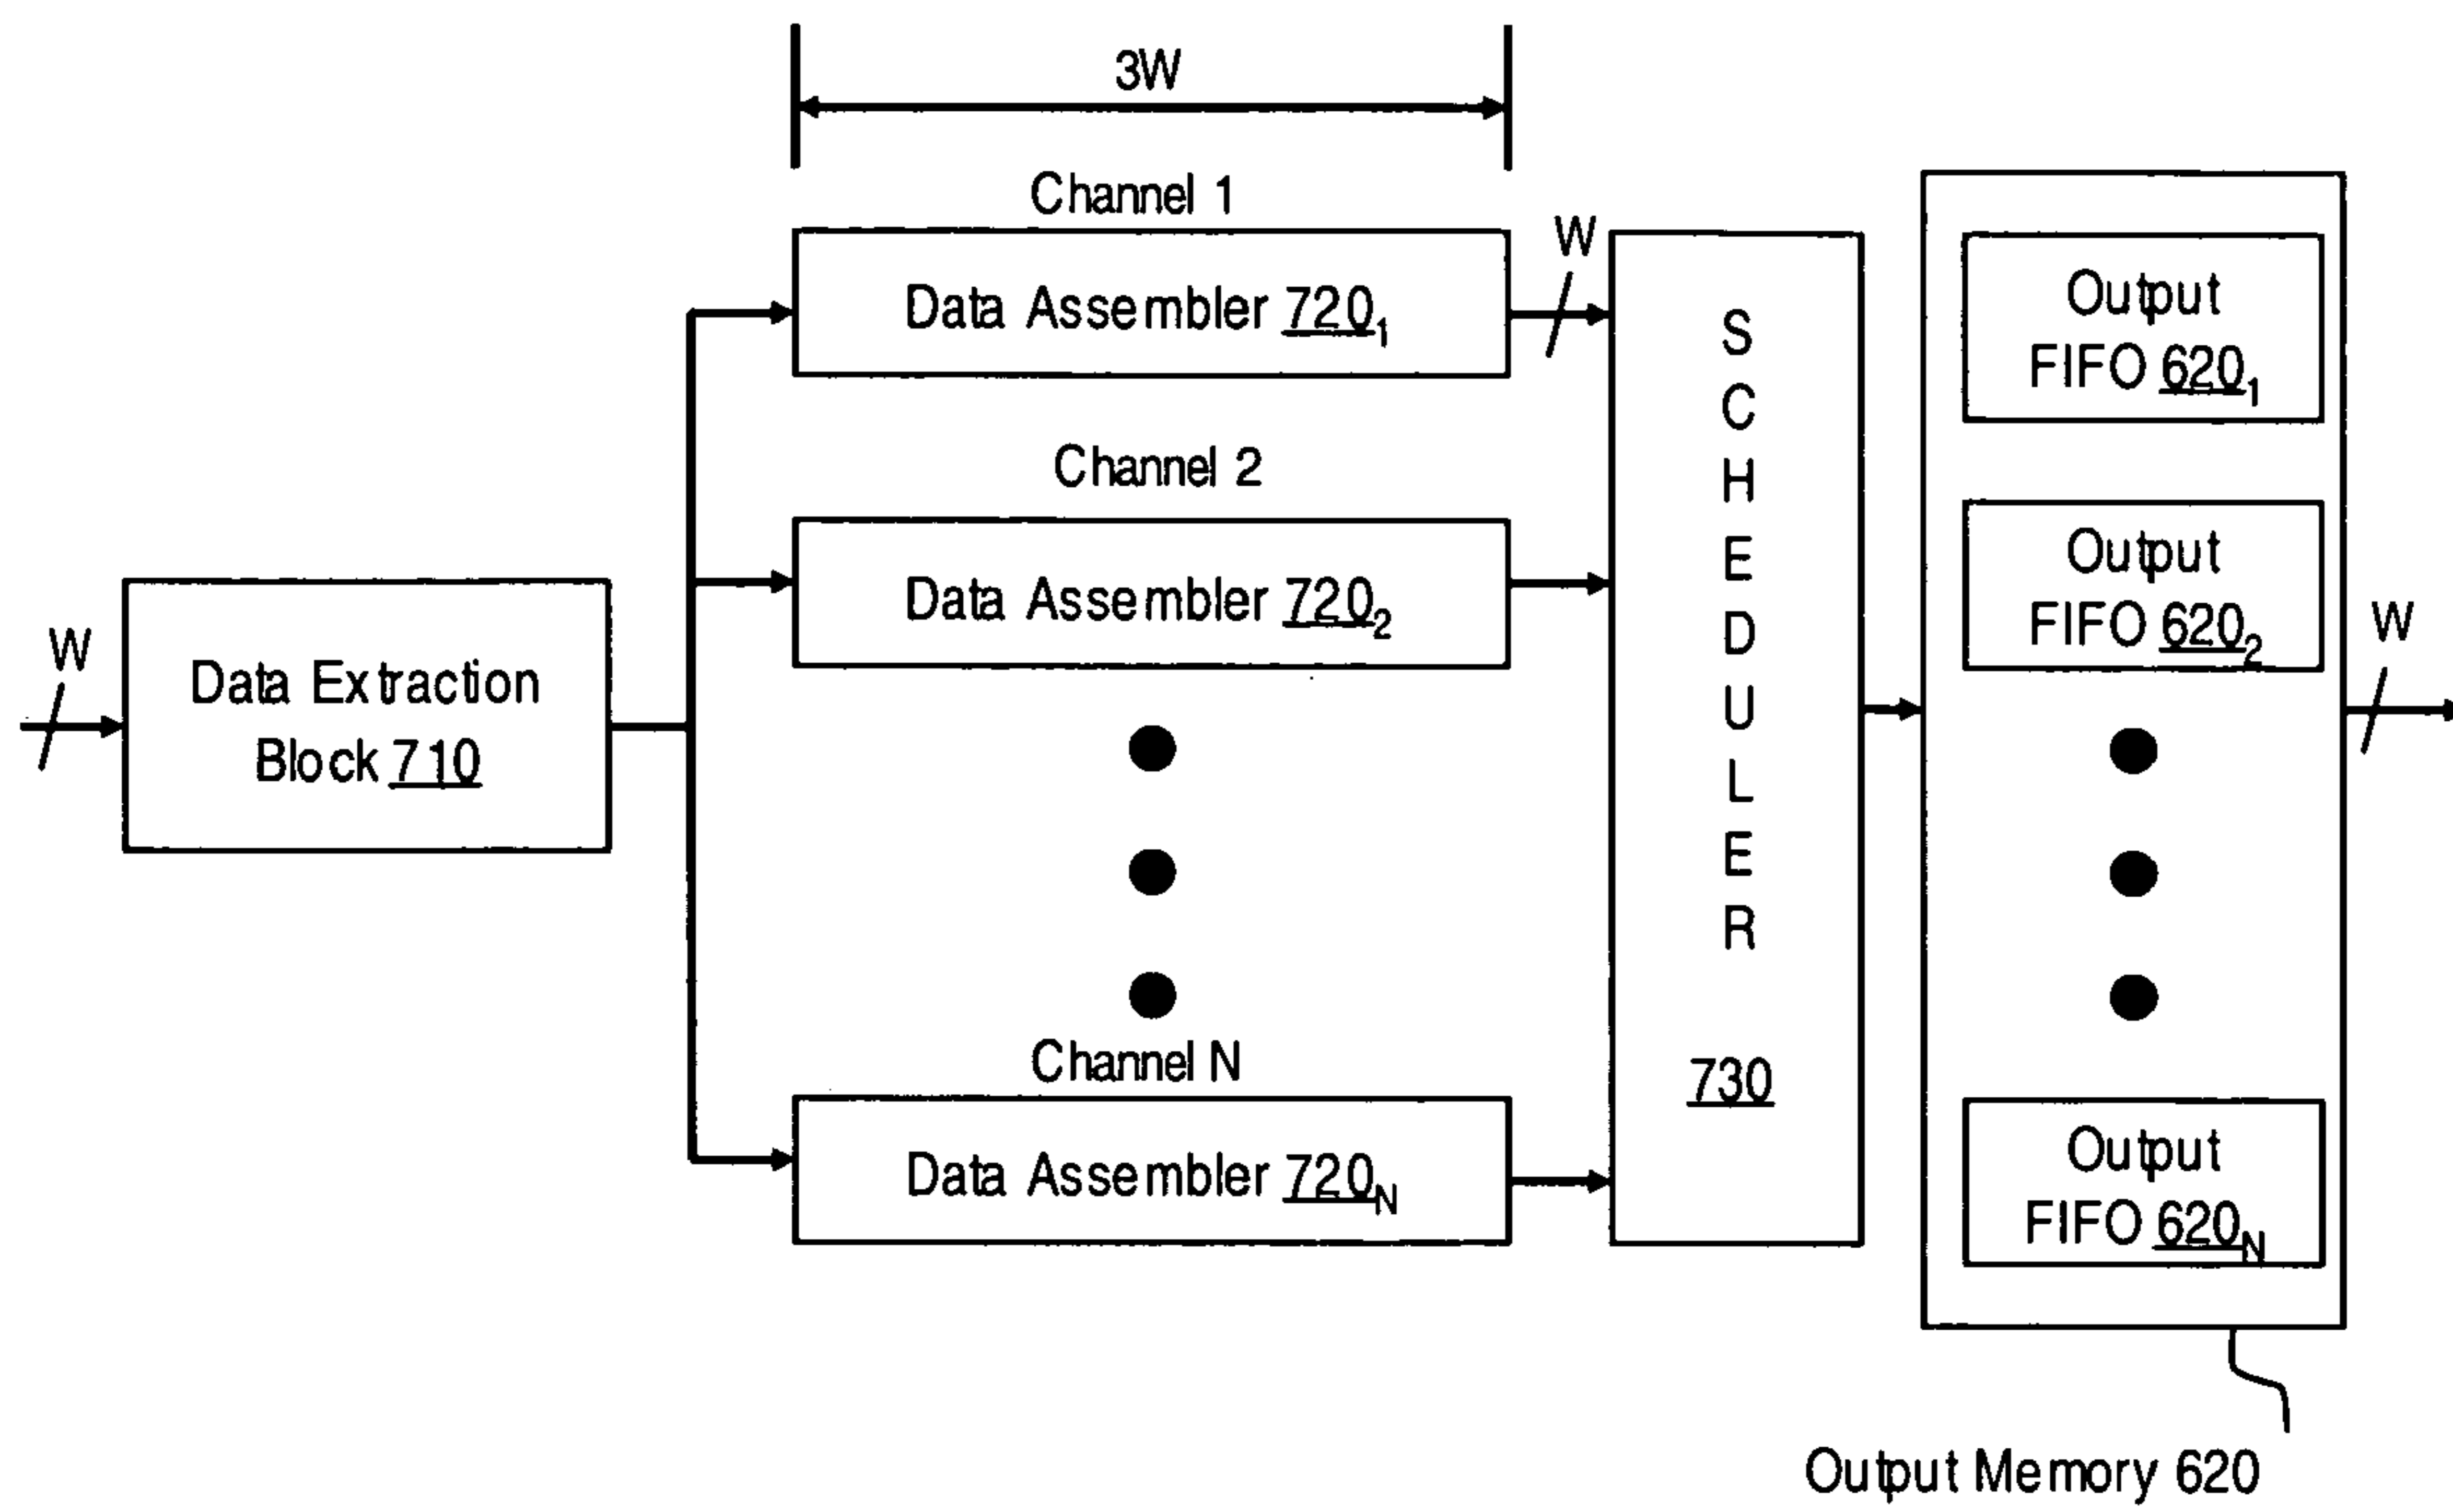 3W
Channel 1
W
Data Assembler 720₁
Channel 2
Data Assembler 720₂
W
Data Extraction
Block 710
Channel N
Data Assembler 720N
SCHEDULER
730
Output
FIFO 620₁
Output
FIFO 620₂
W
Output
FIFO 620N
Output Memory 620